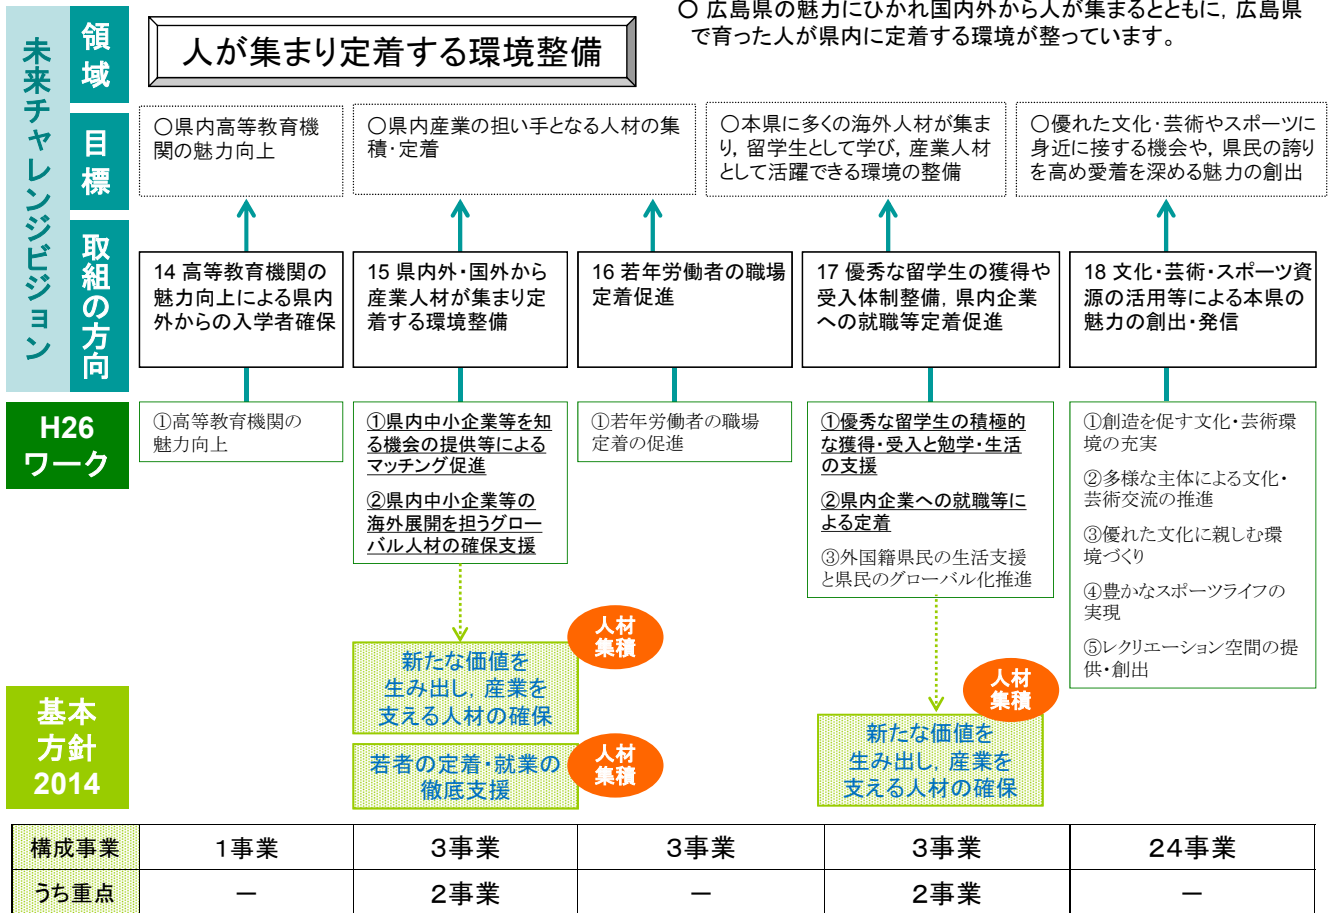 未来チャレンジビジョン
領域
人が集まり定着する環境整備
○ 広島県の魅力にひかれ国内外から人が集まるとともに，広島県
で育った人が県内に定着する環境が整っています。
目標
○県内高等教育機
関の魅力向上
○県内産業の担い手となる人材の集
積・定着
○本県に多くの海外人材が集ま
り，留学生として学び，産業人材
として活躍できる環境の整備
○優れた文化・芸術やスポーツに
身近に接する機会や，県民の誇り
を高め愛着を深める魅力の創出
取組の方向
14 高等教育機関の
魅力向上による県内
外からの入学者確保
15 県内外・国外から
産業人材が集まり定
着する環境整備
16 若年労働者の職場
定着促進
17 優秀な留学生の獲得や
受入体制整備，県内企業
への就職等定着促進
18 文化・芸術・スポーツ資
源の活用等による本県の
魅力の創出・発信
H26
ワーク
①高等教育機関の
魅力向上
①県内中小企業等を知
る機会の提供等による
マッチング促進
②県内中小企業等の
海外展開を担うグロー
バル人材の確保支援
①若年労働者の職場
定着の促進
①優秀な留学生の積極的
な獲得・受入と勉学・生活
の支援
②県内企業への就職等に
よる定着
③外国籍県民の生活支援
と県民のグローバル化推進
①創造を促す文化・芸術環
境の充実
②多様な主体による文化・
芸術交流の推進
③優れた文化に親しむ環
境づくり
④豊かなスポーツライフの
実現
⑤レクリエーション空間の提
供・創出
基本
方針
2014
人材
集積
新たな価値を
生み出し，産業を
支える人材の確保
人材
集積
若者の定着・就業の
徹底支援
人材
集積
新たな価値を
生み出し，産業を
支える人材の確保
構成事業 1事業 3事業 3事業 3事業 24事業
うち重点 － 2事業 － 2事業 －